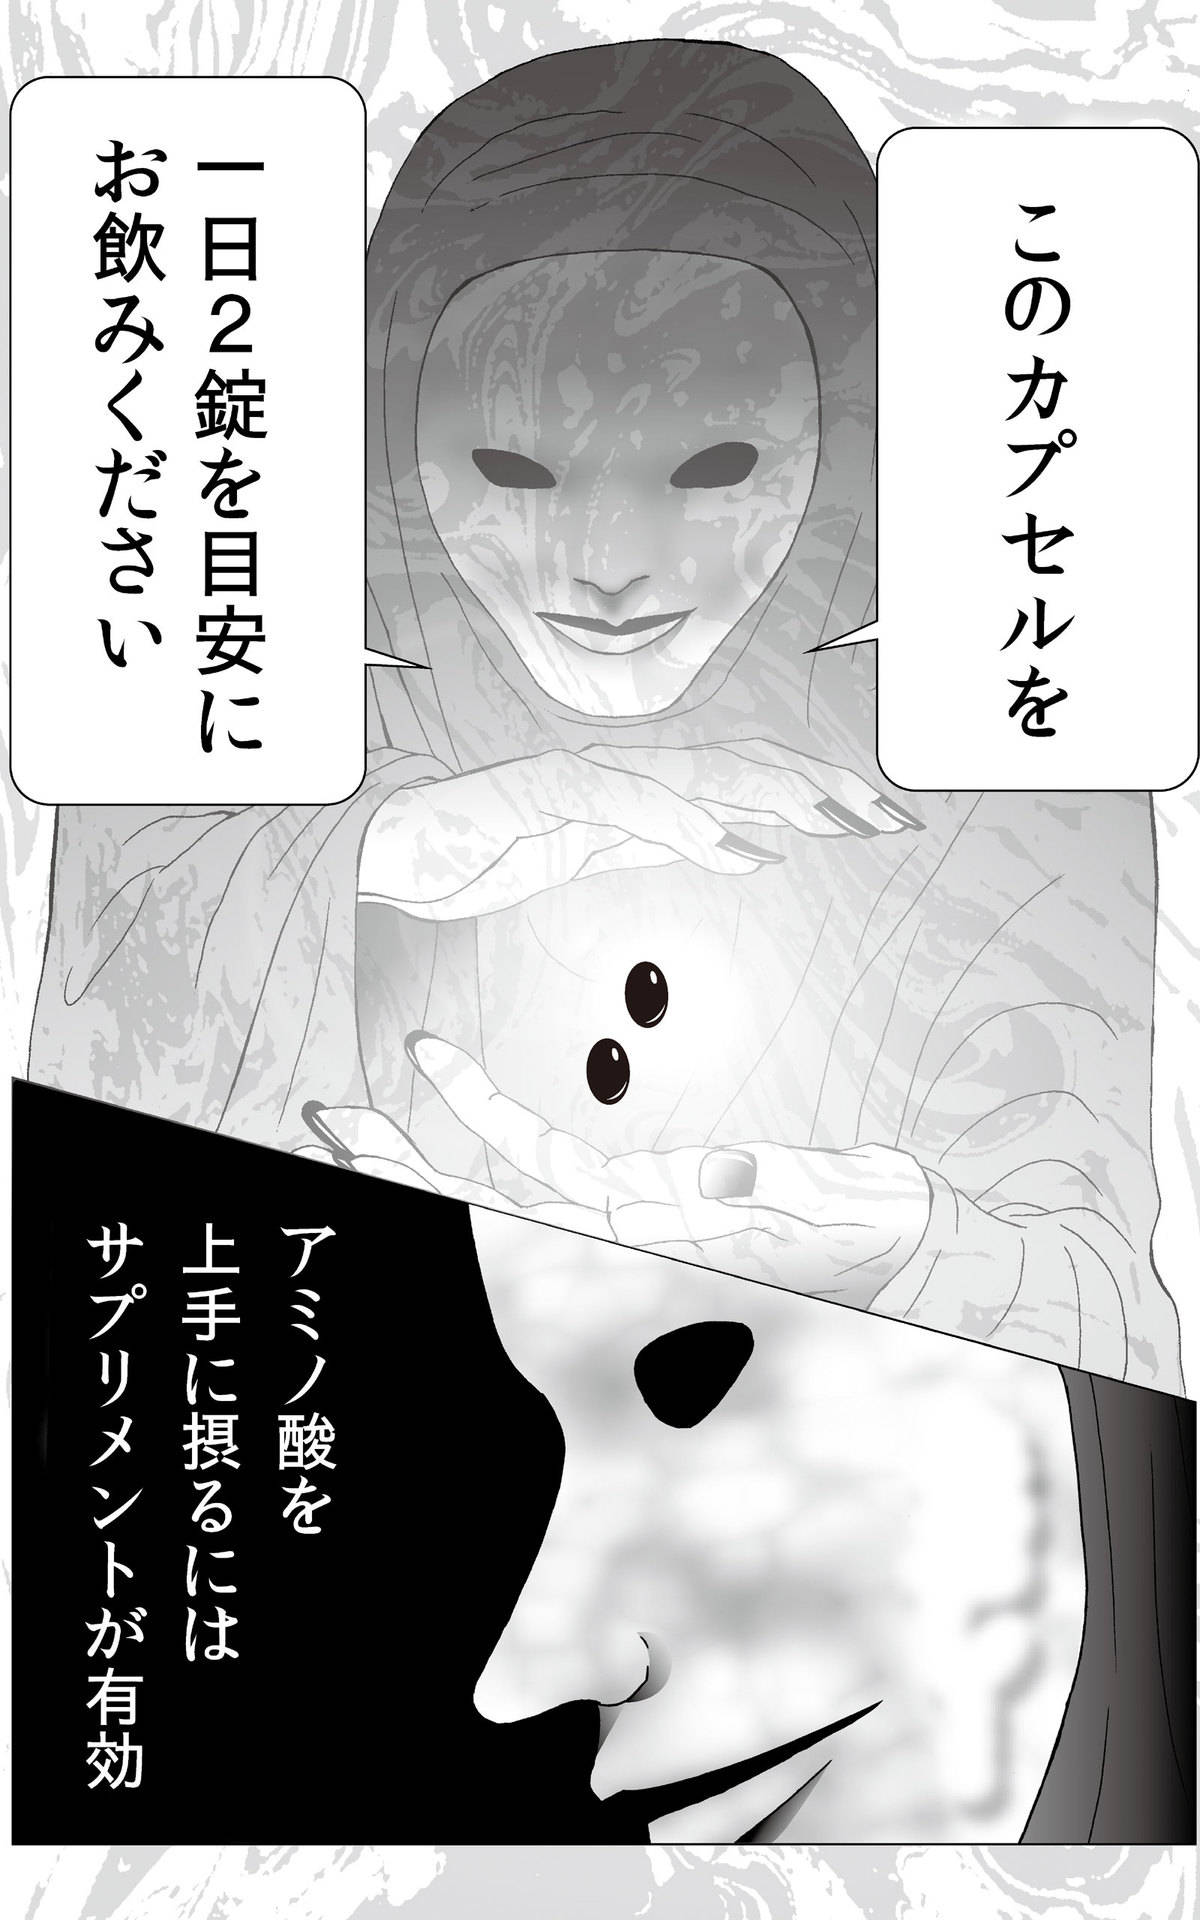 このカプセルを
一日2錠を目安に
お飲みください
アミノ酸を
上手に摂るには
サプリメントが有効